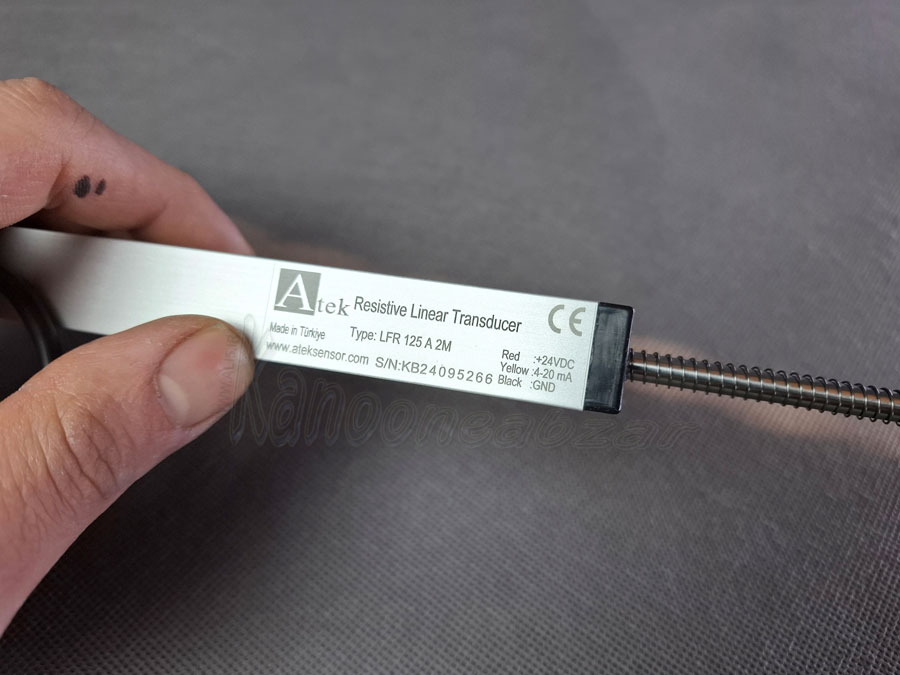 Atek Resistive Linear Transducer CE
Made in Türkiye
Type: LFR 125 A 2M
www.ateksensor.com S/N:KB24095266
Red :+24VDC
Yellow :4-20 mA
Black :GND
Kanooneabzar